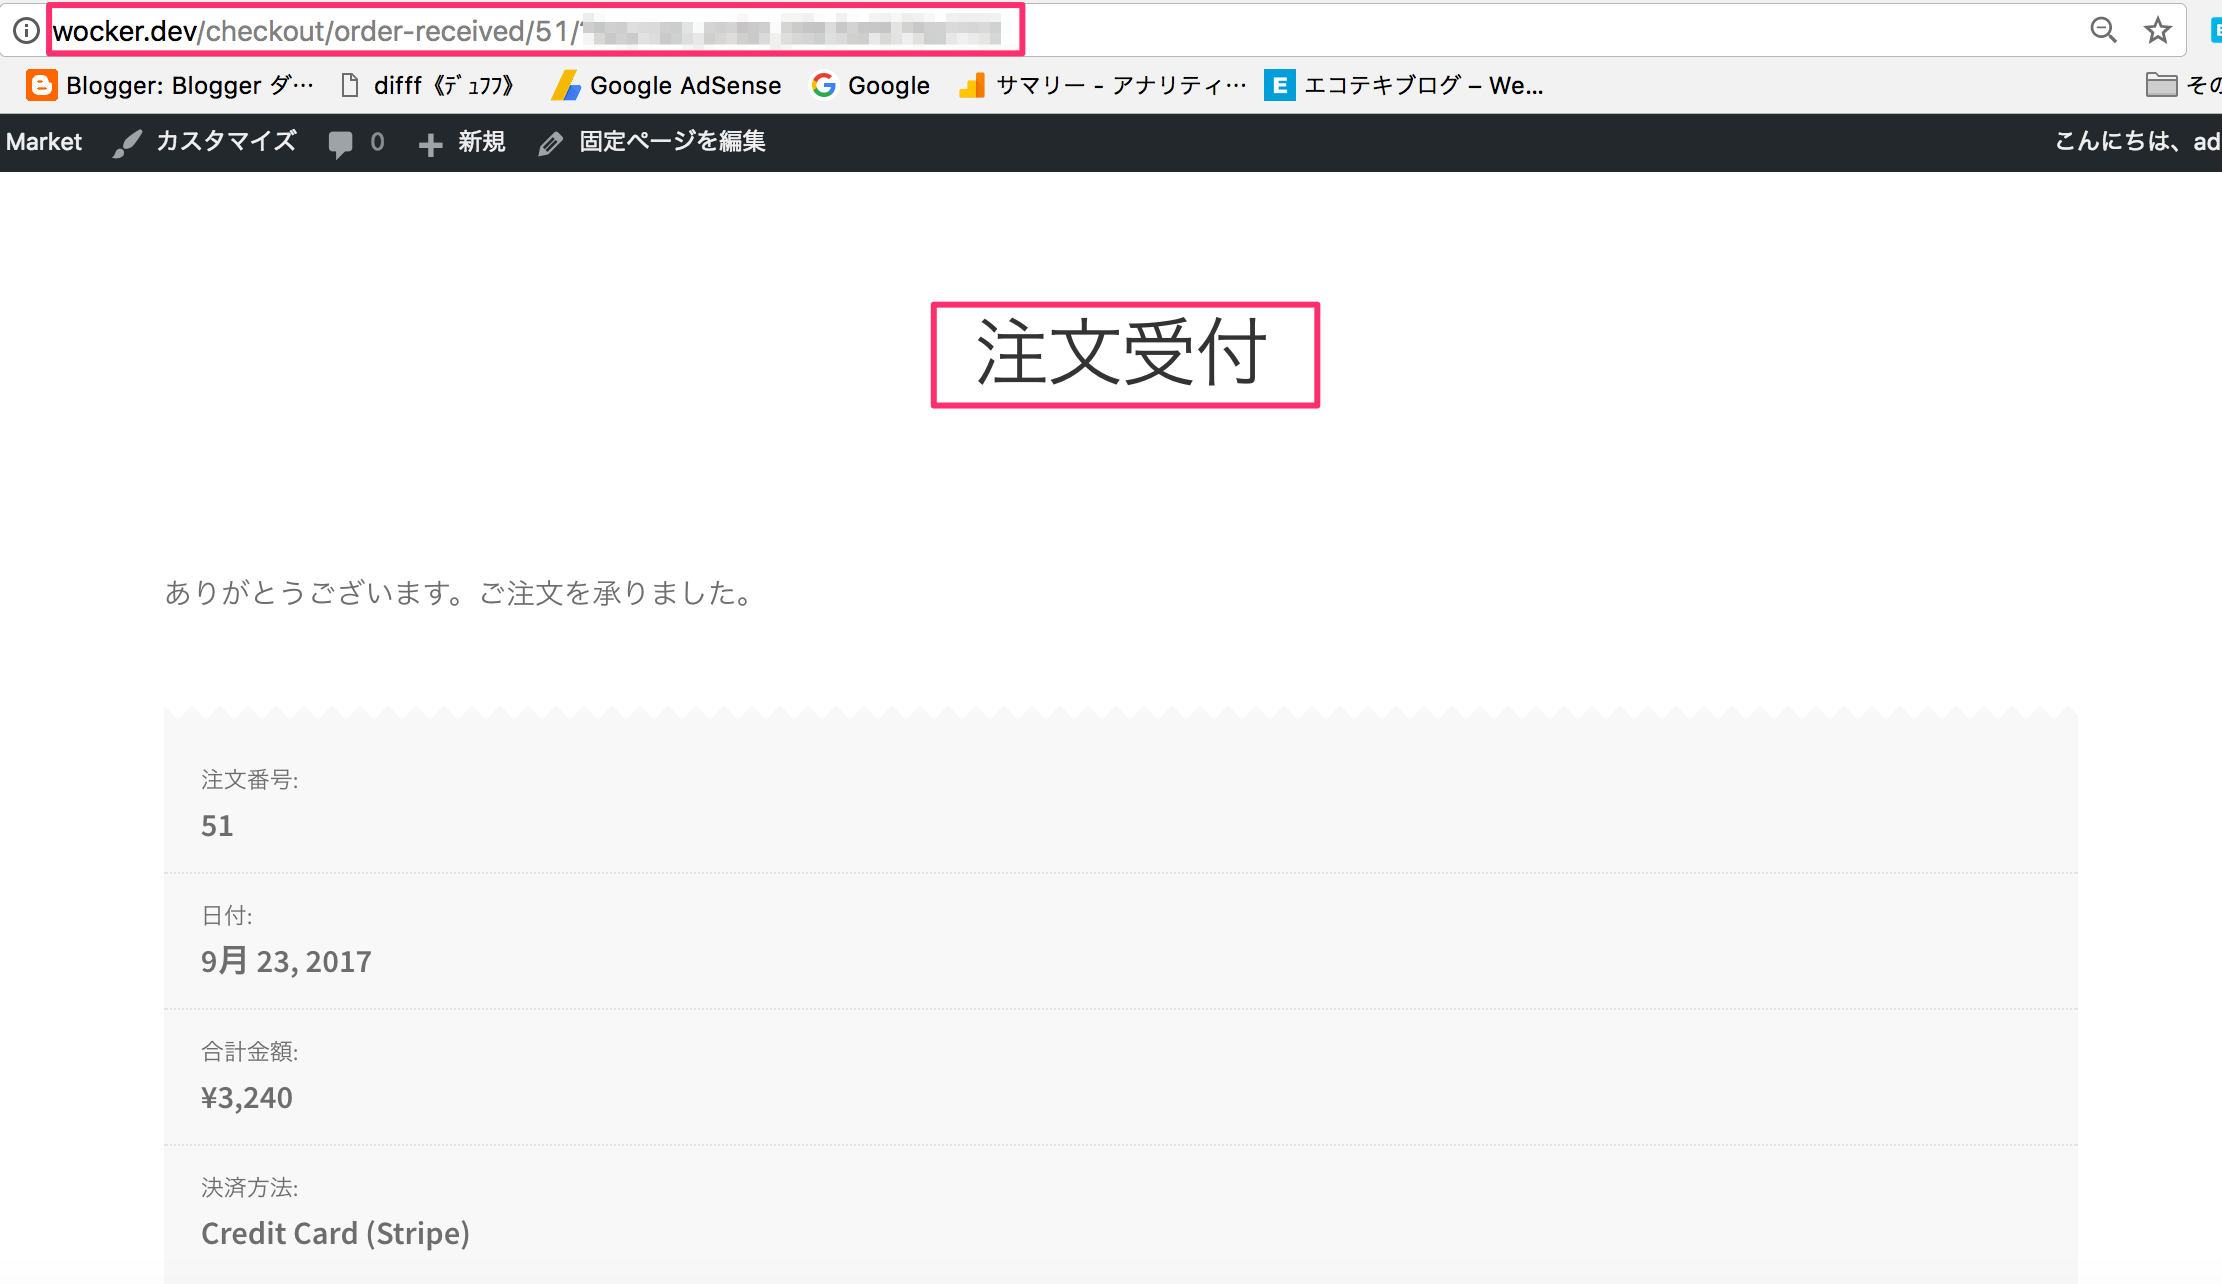 wocker.dev/checkout/order-received/51/
Blogger: Blogger ダ… difff《ﾃﾞｭﾌﾌ》 Google AdSense Google サマリー - アナリティ… エコテキブログ – We... その
Market カスタマイズ 0 新規 固定ページを編集 こんにちは、ad
注文受付
ありがとうございます。ご注文を承りました。
注文番号:
51
日付:
9月 23, 2017
合計金額:
¥3,240
決済方法:
Credit Card (Stripe)